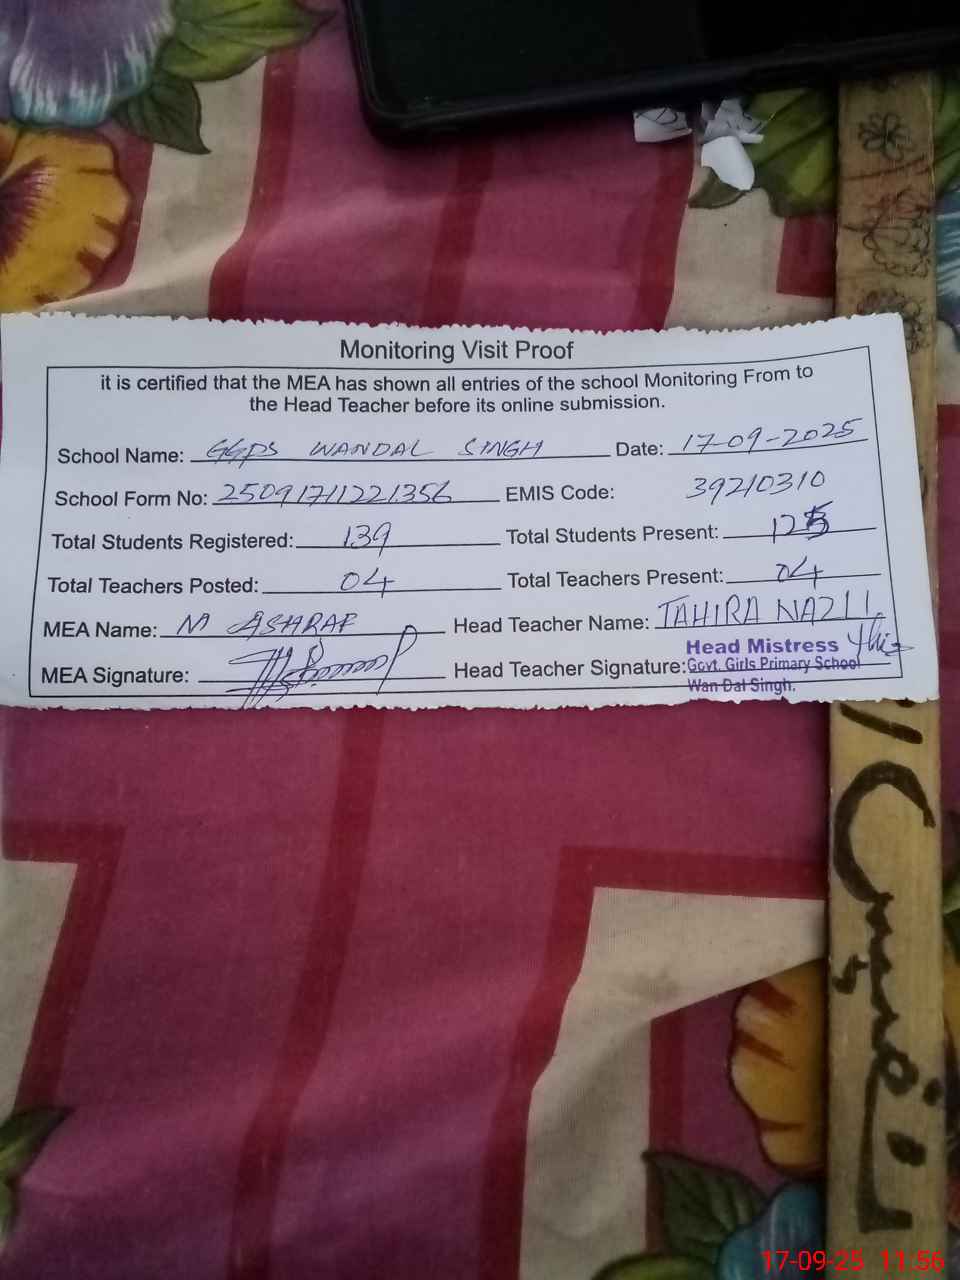 Monitoring Visit Proof
it is certified that the MEA has shown all entries of the school Monitoring From to
the Head Teacher before its online submission.
School Name: GGPS WANDAL SINGH Date: 17-09-2025
School Form No: 25091711221356 EMIS Code: 39210310
Total Students Registered: 139 Total Students Present: 125
Total Teachers Posted: 04 Total Teachers Present: 04
MEA Name: M ASHRAF Head Teacher Name: TAHIRA NAZLI
MEA Signature: Head Teacher Signature:
Head Mistress
Govt. Girls Primary School
Wan Dal Singh.
17-09-25 11:56